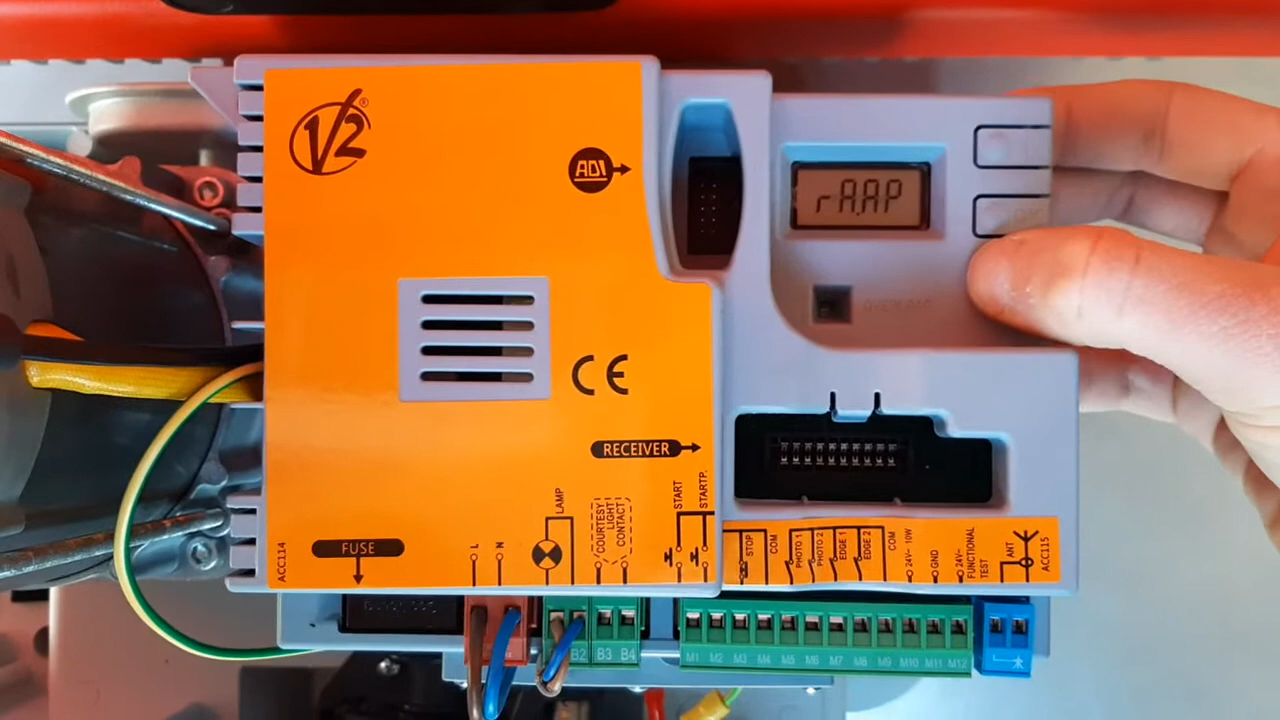 V2®
ADI
rA.AP
CE
RECEIVER
LAMP
COURTESY
LIGHT
CONTACT
START
STARTP.
FUSE
ACC114
L
N
STOP
COM
PHOTO 1
PHOTO 2
EDGE 1
EDGE 2
COM
24V~ 10W
GND
24V~
FUNCTIONAL
TEST
ANT
ACC115
B2 B3 B4
M1 M2 M3 M4 M5 M6 M7 M8 M9 M10 M11 M12